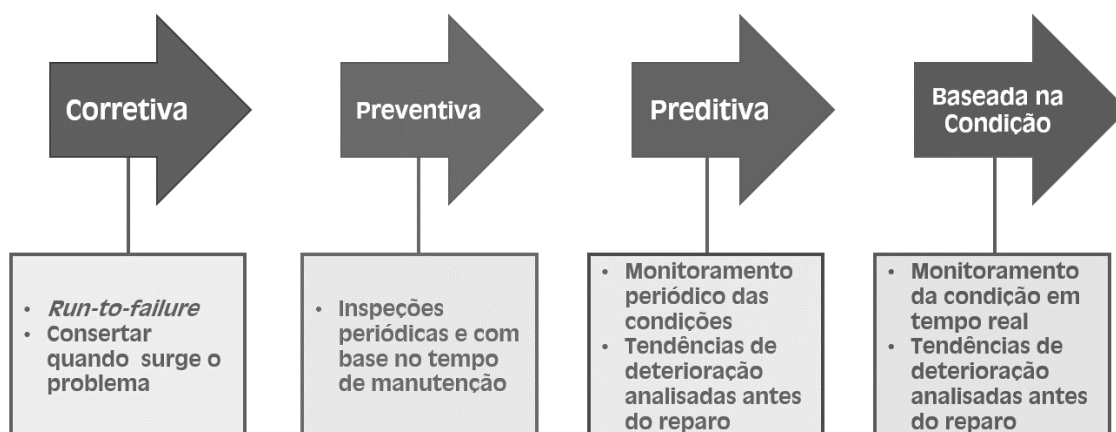 Corretiva
Preventiva
Preditiva
Baseada na
Condição
• Run-to-failure
• Consertar
quando surge o
problema
• Inspeções
periódicas e com
base no tempo
de manutenção
• Monitoramento
periódico das
condições
• Tendências de
deterioração
analisadas antes
do reparo
• Monitoramento
da condição em
tempo real
• Tendências de
deterioração
analisadas antes
do reparo